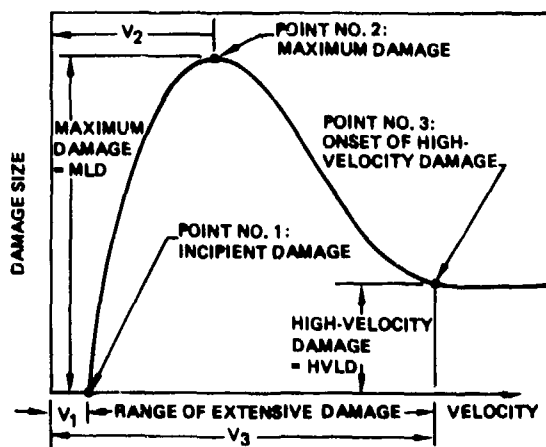 V2
POINT NO. 2:
MAXIMUM DAMAGE
MAXIMUM
DAMAGE
= MLD
POINT NO. 3:
ONSET OF HIGH-
VELOCITY DAMAGE
DAMAGE SIZE
POINT NO. 1:
INCIPIENT DAMAGE
HIGH-VELOCITY
DAMAGE
= HVLD
V1 RANGE OF EXTENSIVE DAMAGE VELOCITY
V3